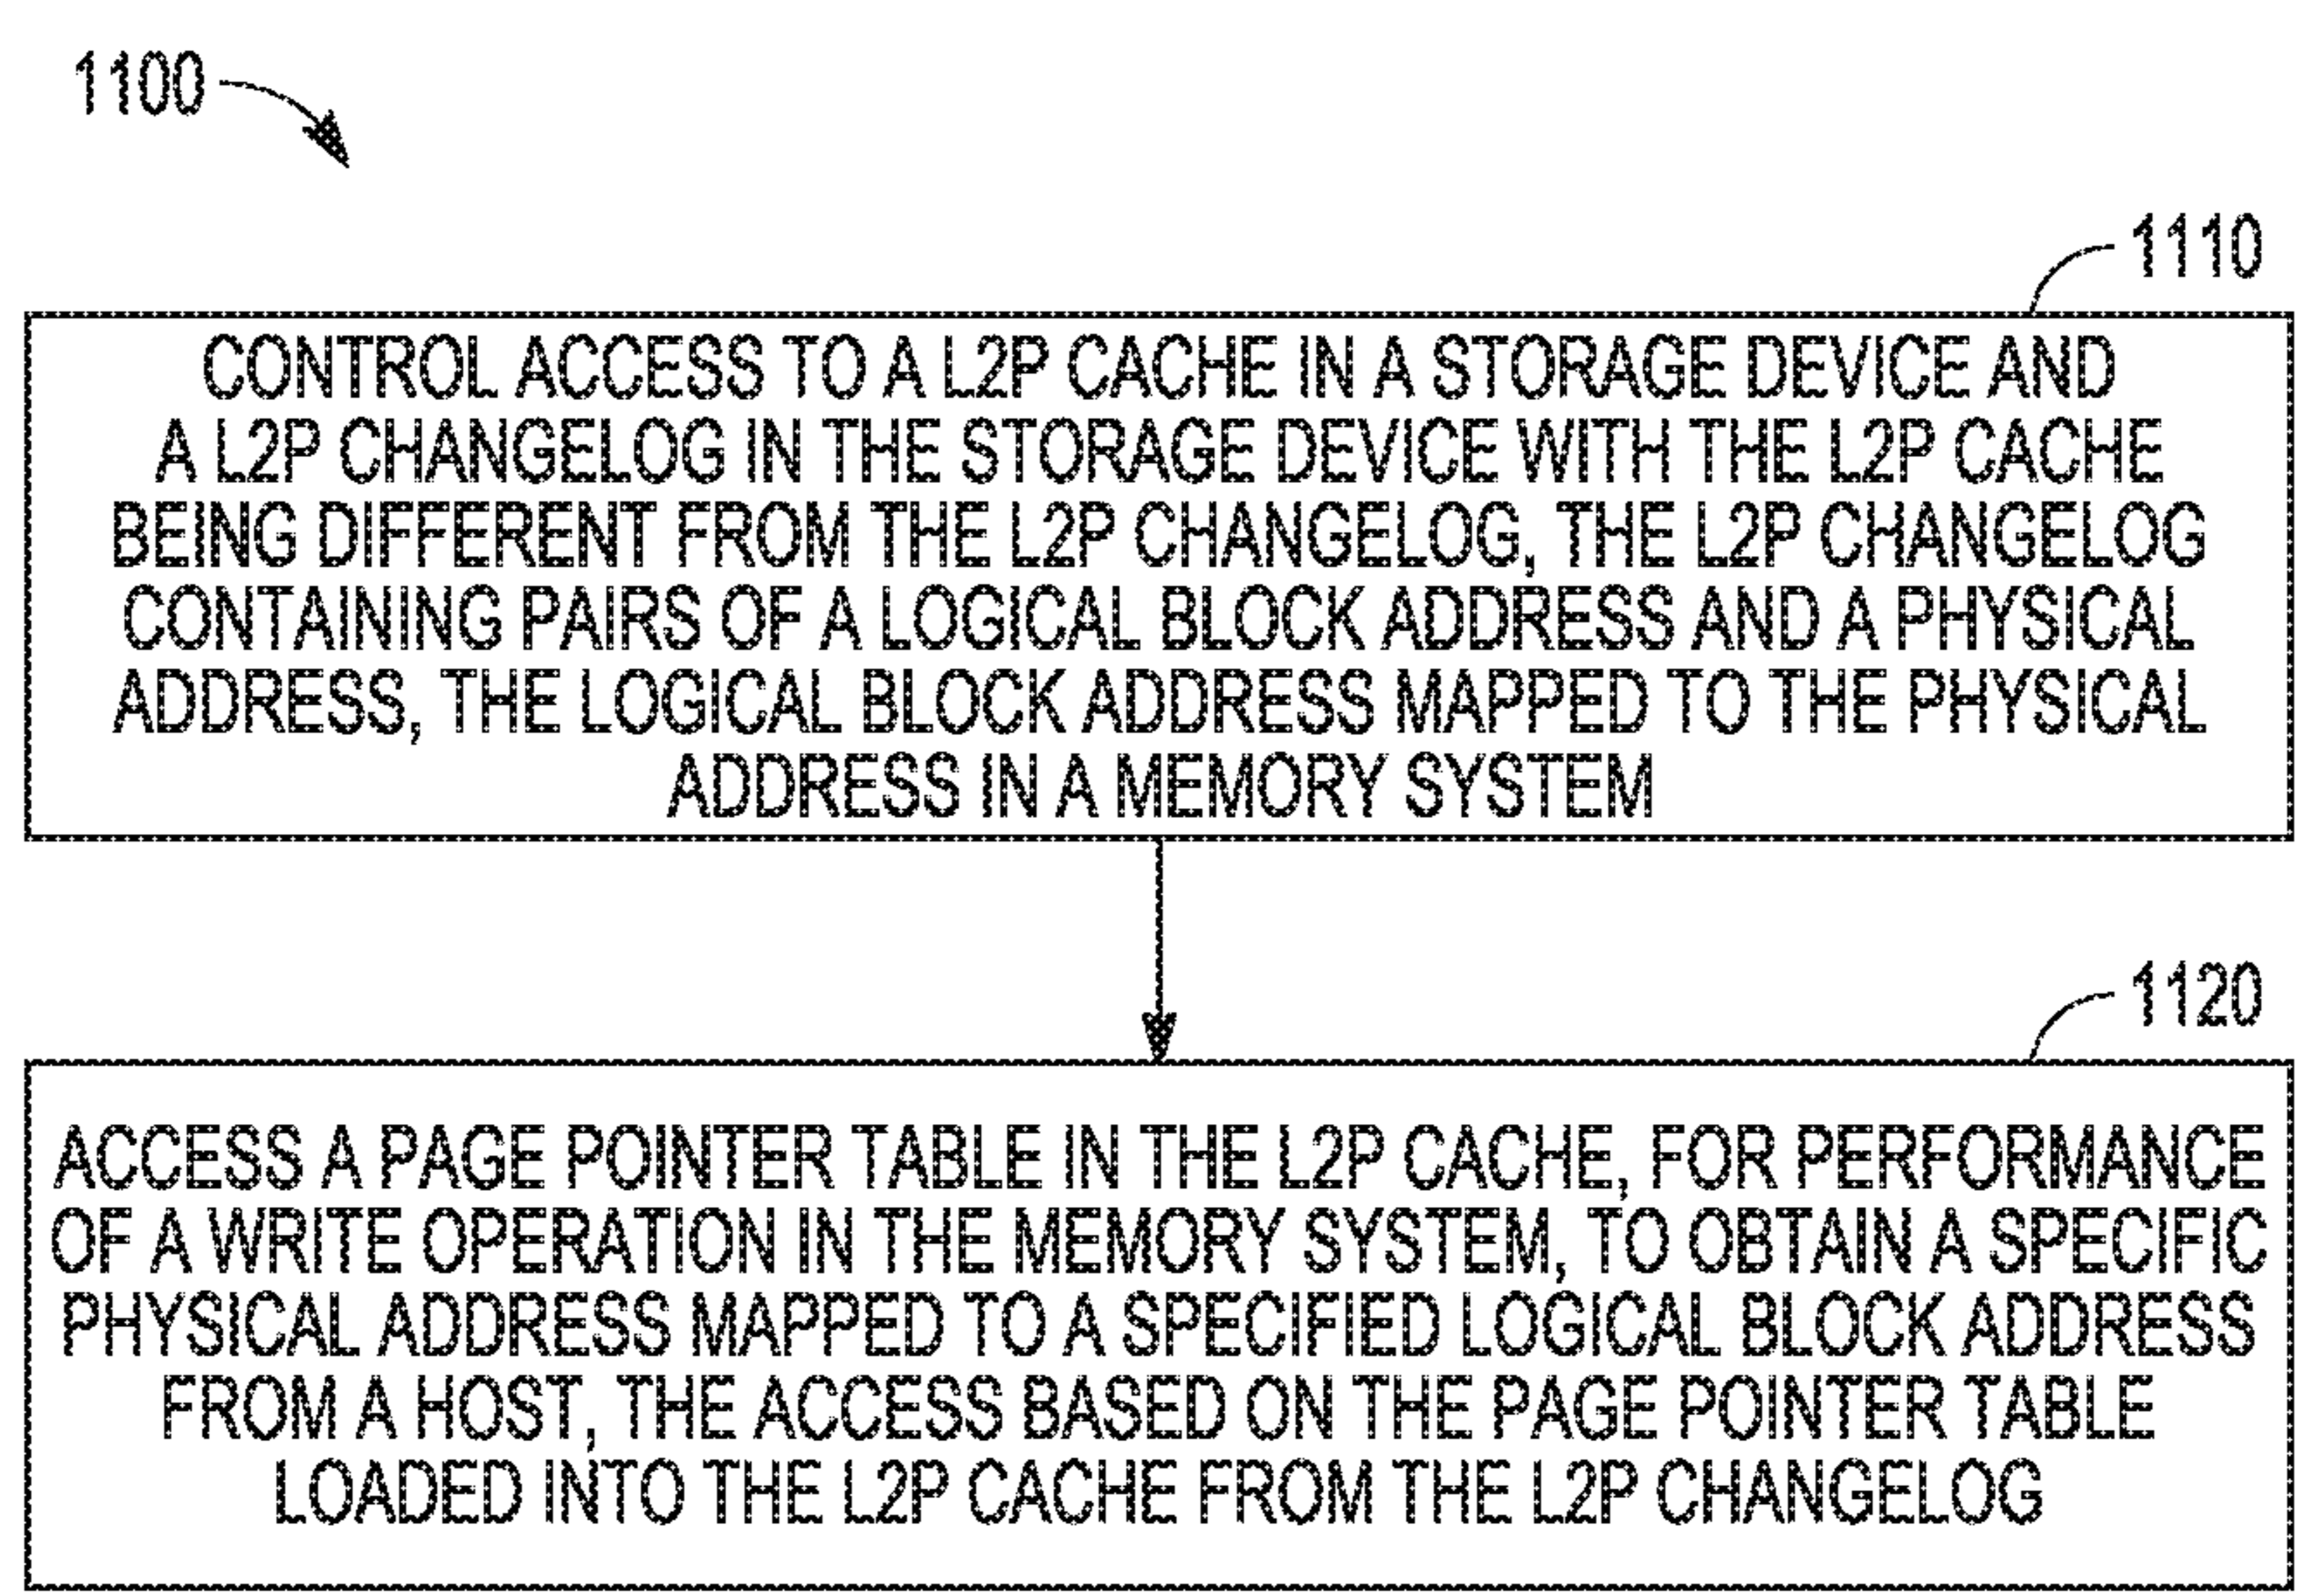 1100
1110
CONTROL ACCESS TO A L2P CACHE IN A STORAGE DEVICE AND
A L2P CHANGELOG IN THE STORAGE DEVICE WITH THE L2P CACHE
BEING DIFFERENT FROM THE L2P CHANGELOG, THE L2P CHANGELOG
CONTAINING PAIRS OF A LOGICAL BLOCK ADDRESS AND A PHYSICAL
ADDRESS, THE LOGICAL BLOCK ADDRESS MAPPED TO THE PHYSICAL
ADDRESS IN A MEMORY SYSTEM
1120
ACCESS A PAGE POINTER TABLE IN THE L2P CACHE, FOR PERFORMANCE
OF A WRITE OPERATION IN THE MEMORY SYSTEM, TO OBTAIN A SPECIFIC
PHYSICAL ADDRESS MAPPED TO A SPECIFIED LOGICAL BLOCK ADDRESS
FROM A HOST, THE ACCESS BASED ON THE PAGE POINTER TABLE
LOADED INTO THE L2P CACHE FROM THE L2P CHANGELOG